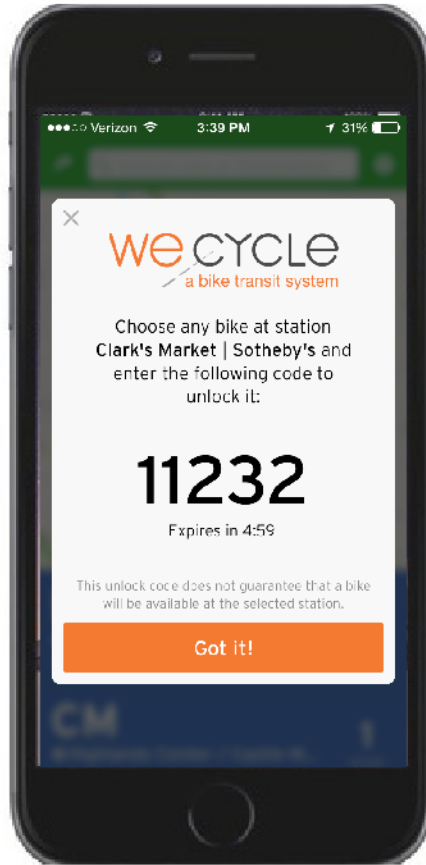 Verizon 3:39 PM 31%
WE CYCLE
a bike transit system
Choose any bike at station
Clark's Market | Sotheby's and
enter the following code to
unlock it:
11232
Expires in 4:59
This unlock code does not guarantee that a bike
will be available at the selected station.
Got it!
CM
1